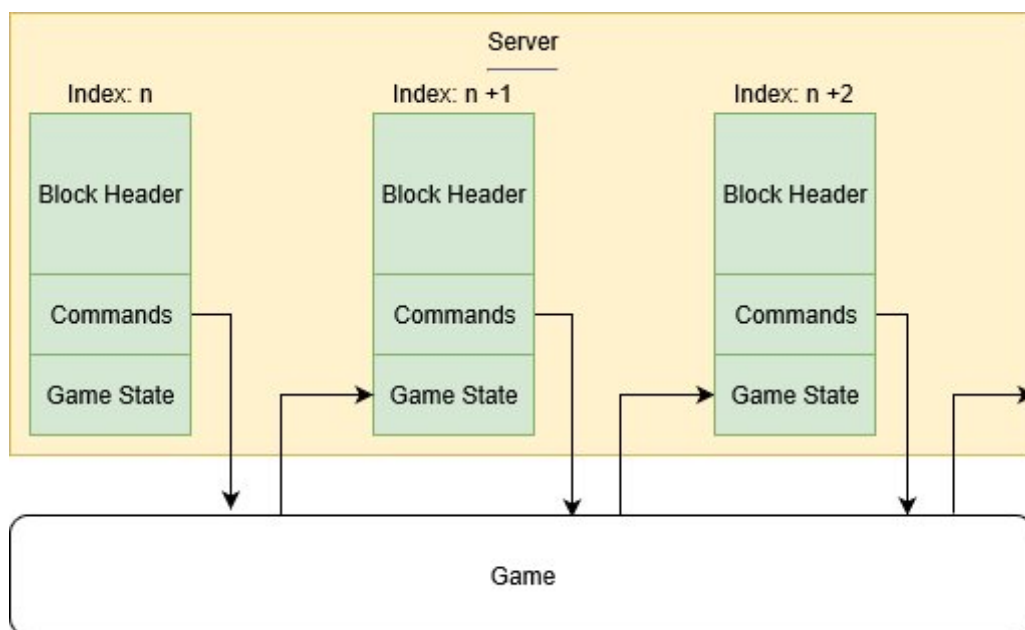 Server
Index: n
Index: n +1
Index: n +2
Block Header
Block Header
Block Header
Commands
Commands
Commands
Game State
Game State
Game State
Game